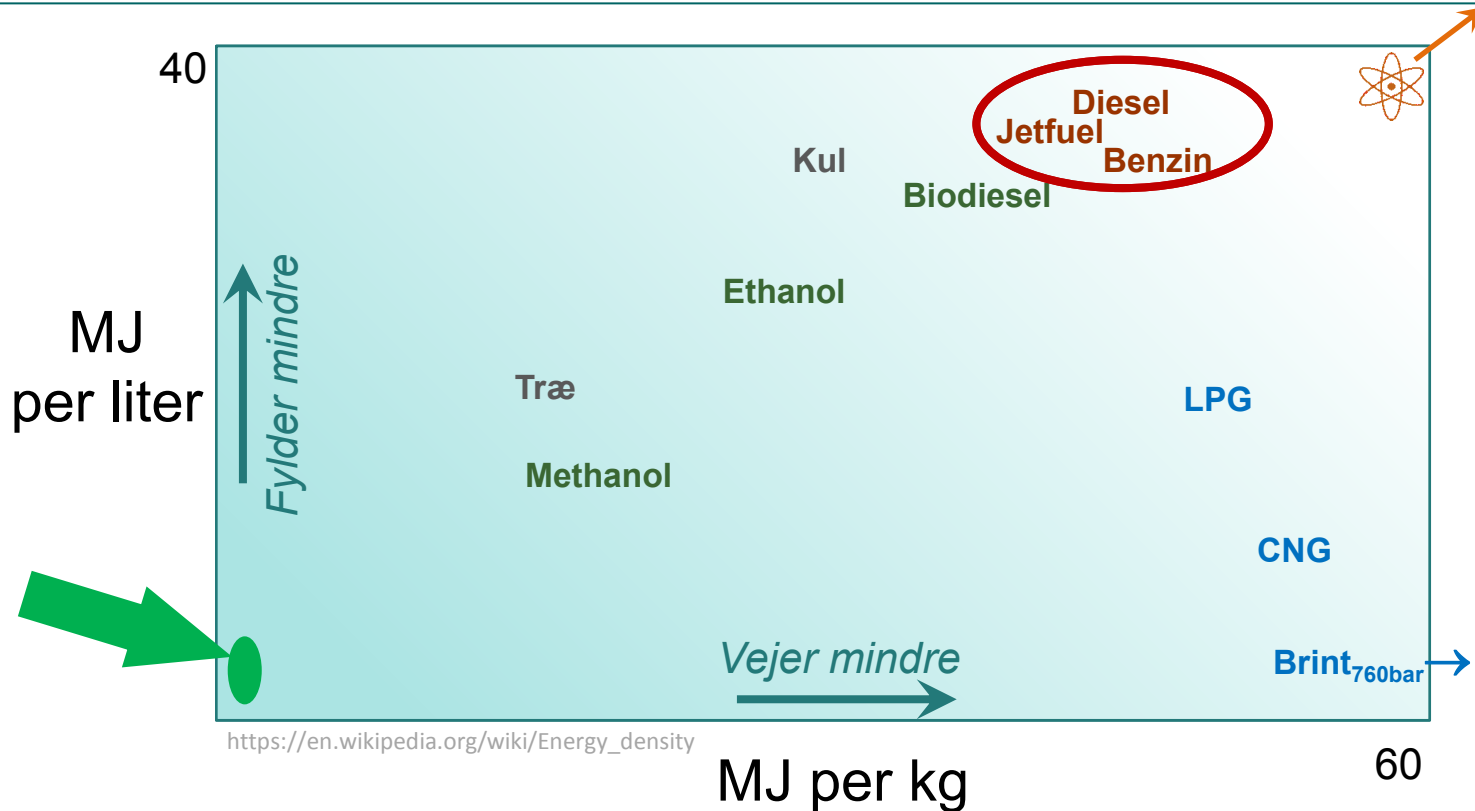 40
Diesel
Jetfuel
Kul
Benzin
Biodiesel
Fylder mindre
Ethanol
MJ
per liter
Træ
LPG
Methanol
CNG
Vejer mindre
Brint760bar
https://en.wikipedia.org/wiki/Energy_density
60
MJ per kg